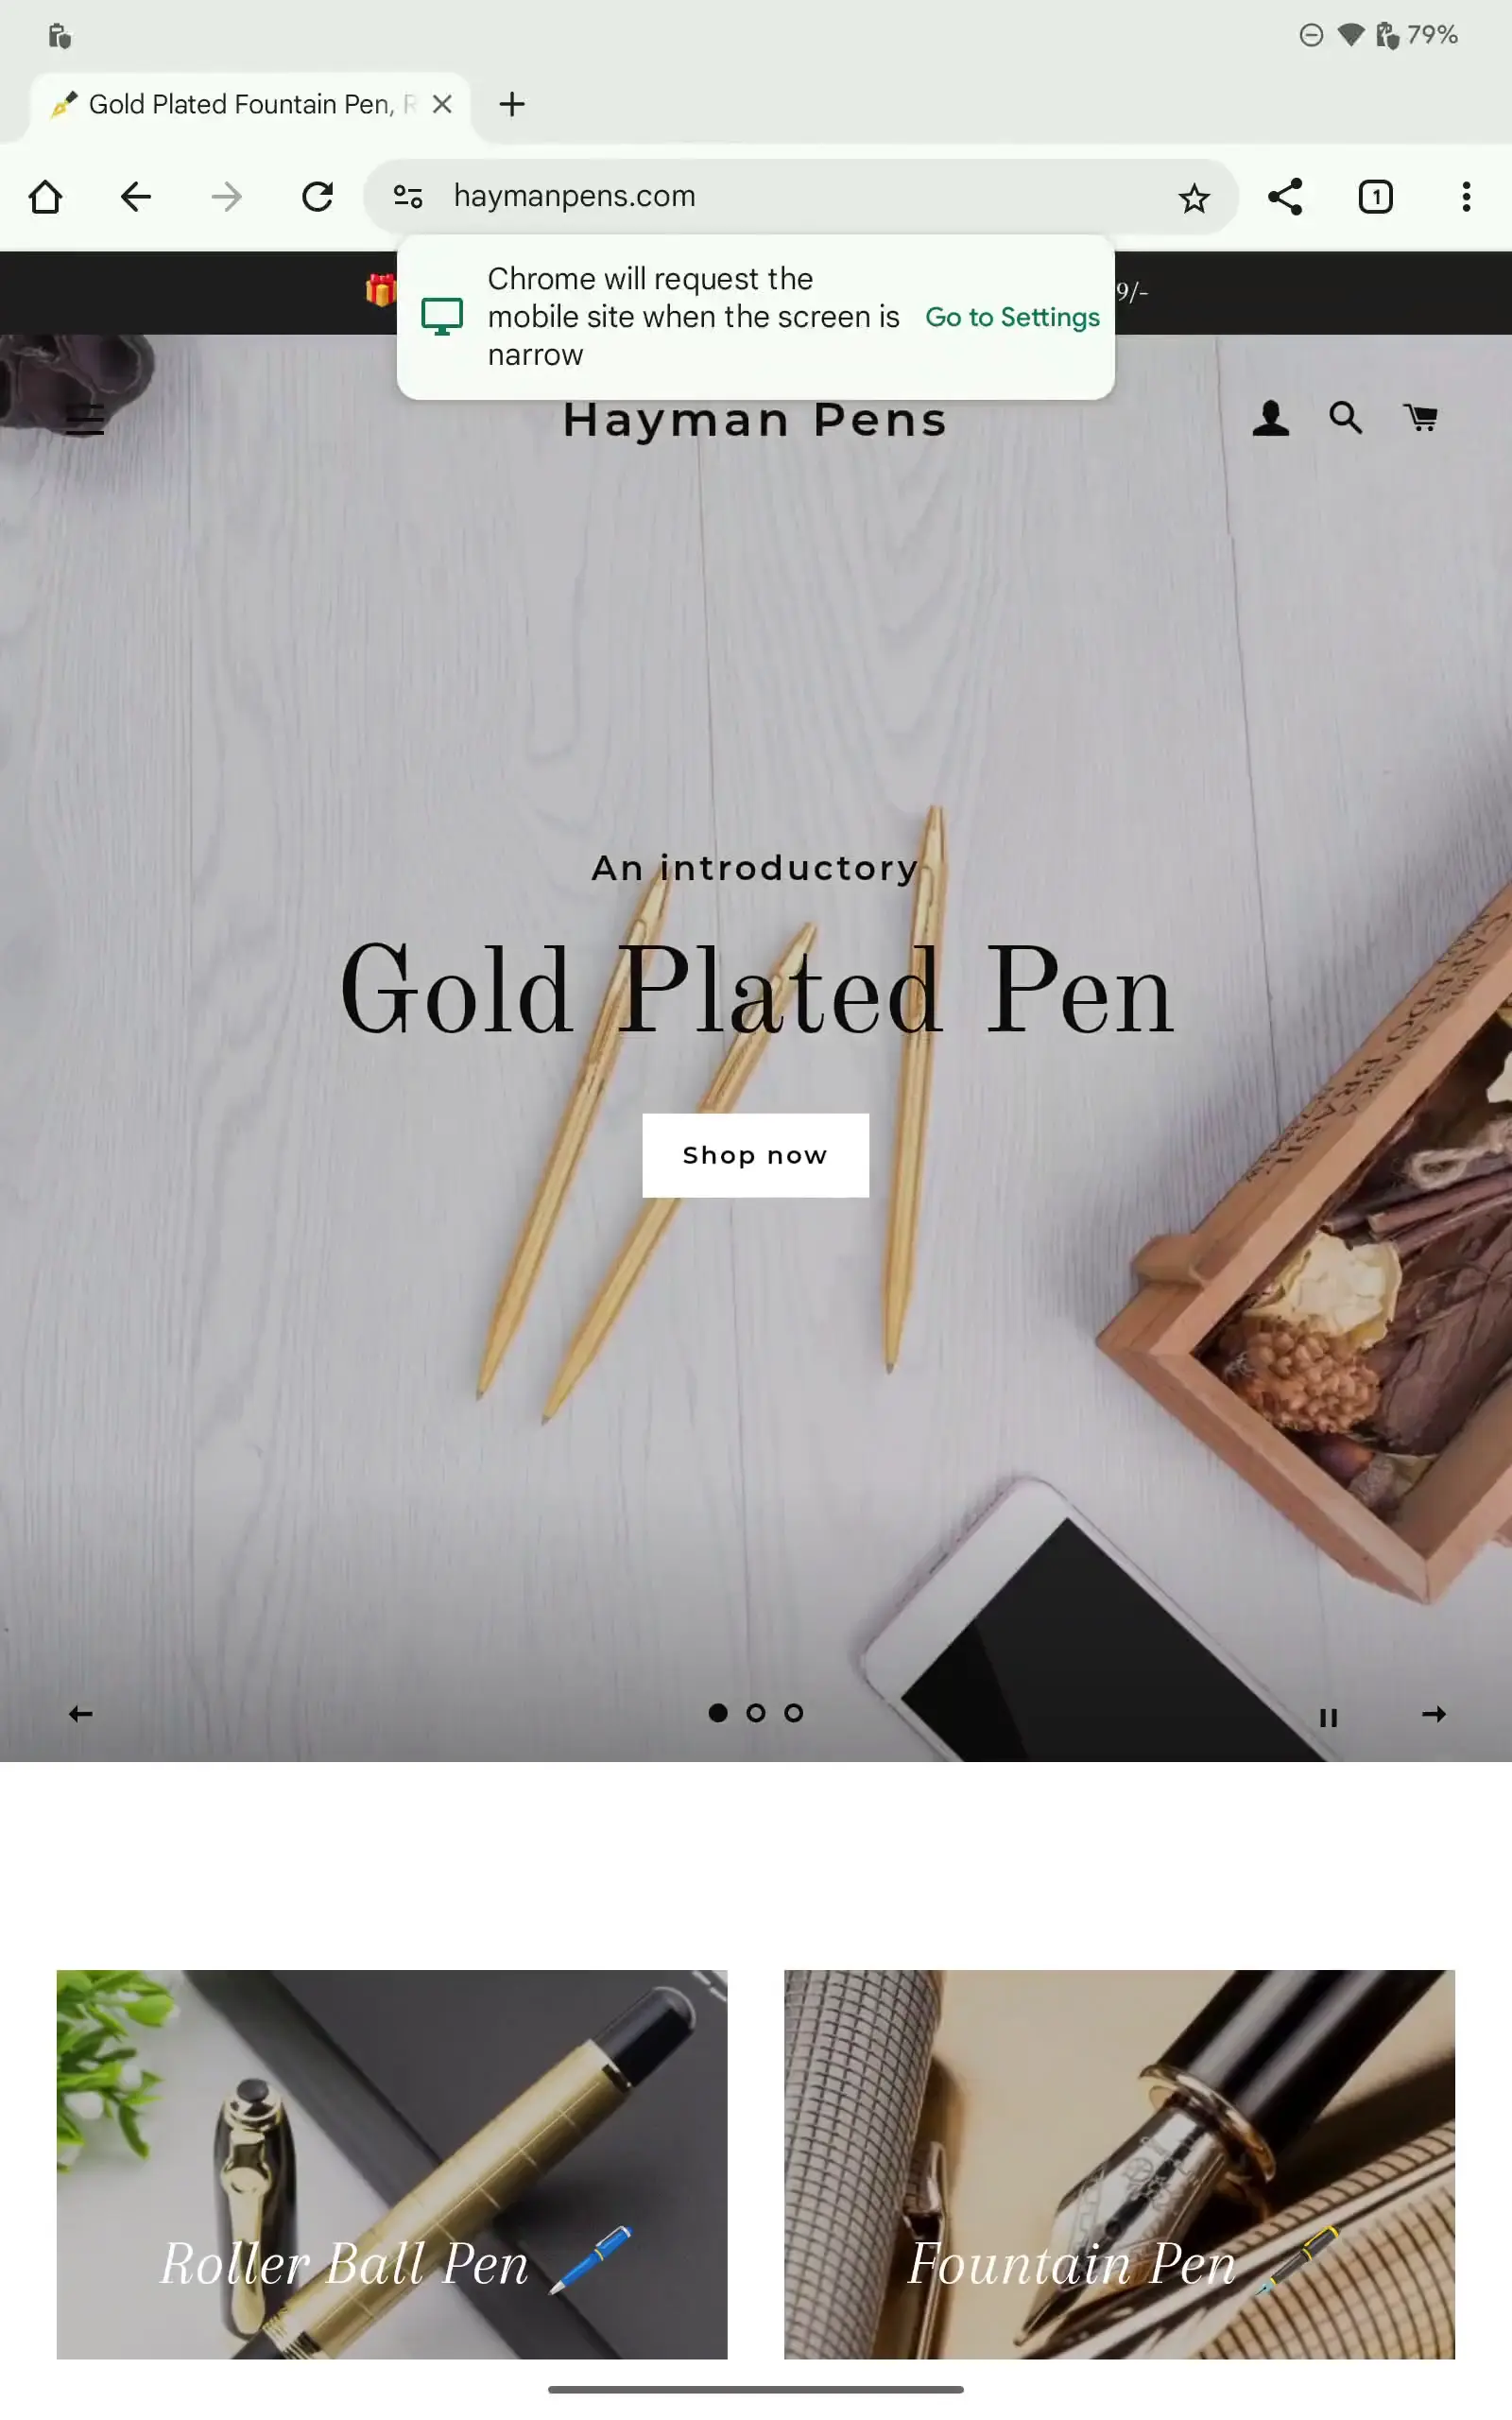 79%
Gold Plated Fountain Pen,
haymanpens.com
1
Chrome will request the
mobile site when the screen is
narrow
Go to Settings
9/-
Hayman Pens
An introductory
Gold Plated Pen
Shop now
Roller Ball Pen
Fountain Pen